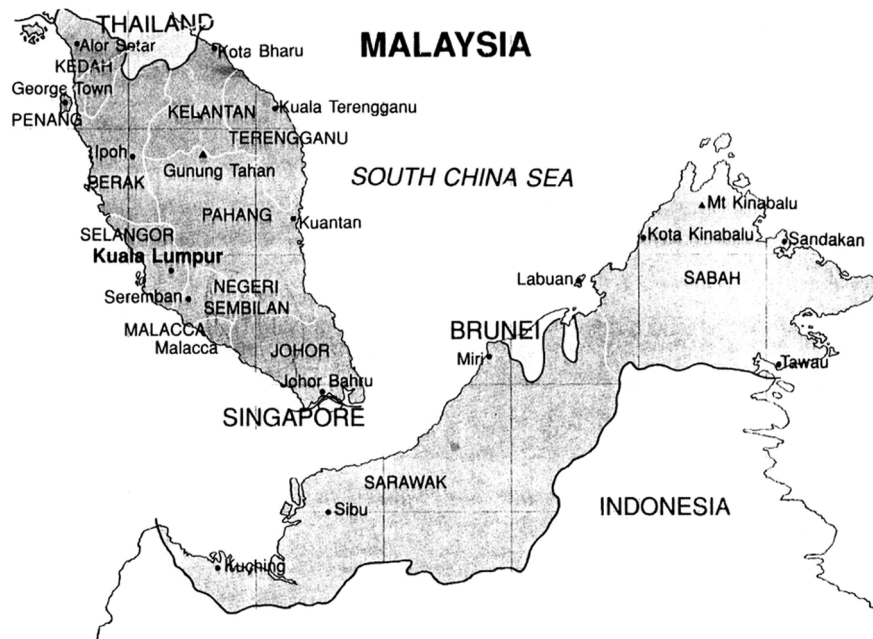 THAILAND
MALAYSIA
Alor Setar
Kota Bharu
KEDAH
George Town
KELANTAN
Kuala Terengganu
PENANG
TERENGGANU
Ipoh
Gunung Tahan
SOUTH CHINA SEA
BERAK
Mt Kinabalu
PAHANG
Kuantan
SELANGOR
Kota Kinabalu
Sandakan
Kuala Lumpur
Labuan
SABAH
NEGERI
SEMBILAN
Seremban
MALACCA
BRUNEI
Malacca
JOHOR
Miri
Tawau
Johor Bahru
SINGAPORE
SARAWAK
INDONESIA
Sibu
Kuching